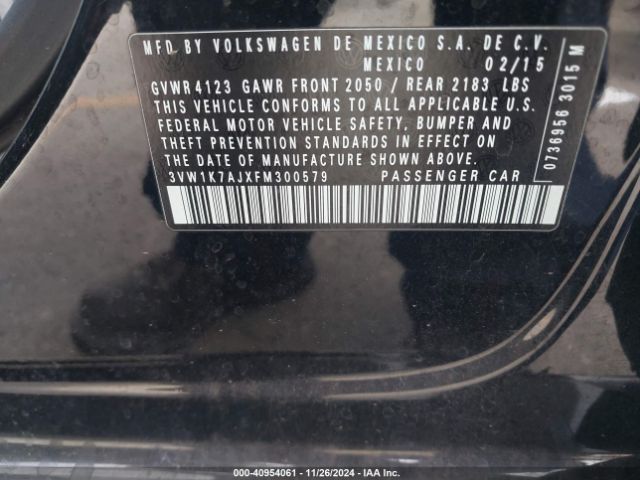 MFD BY VOLKSWAGEN DE MEXICO S.A. DE C.V.
MEXICO 02/15
GVWR 4123 GAWR FRONT 2050 / REAR 2183 LBS
THIS VEHICLE CONFORMS TO ALL APPLICABLE U.S.
FEDERAL MOTOR VEHICLE SAFETY, BUMPER AND
THEFT PREVENTION STANDARDS IN EFFECT ON
THE DATE OF MANUFACTURE SHOWN ABOVE.
3VW1K7AJXFM300579 PASSENGER CAR
0736956 3015 M
000-40954061 - 11/26/2024 - IAA Inc.